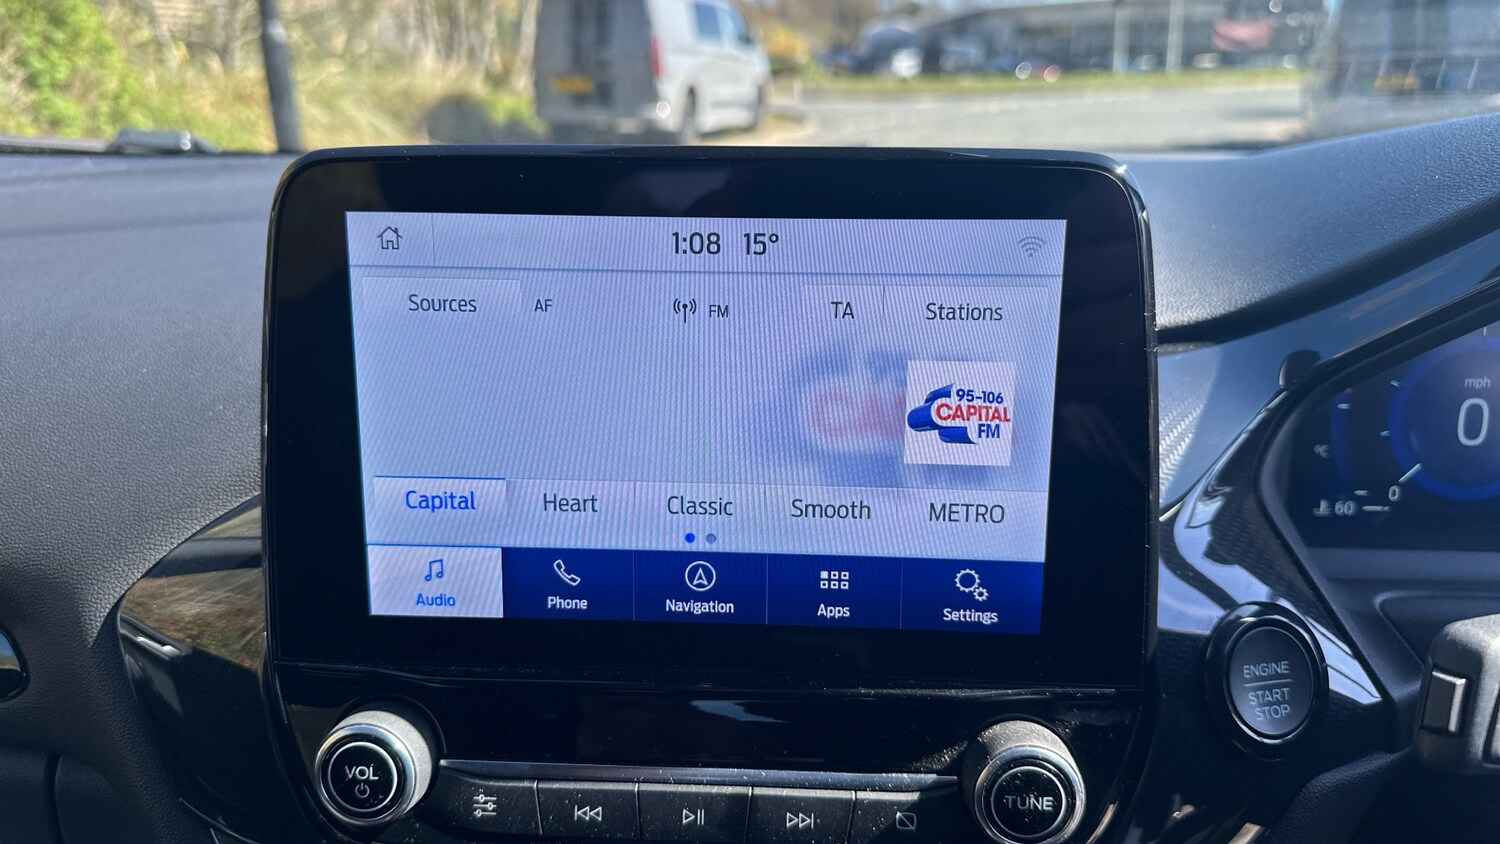 1:08 15°
Sources AF FM TA Stations
95-106
CAPITAL
FM
Capital Heart Classic Smooth METRO
Audio Phone Navigation Apps Settings
mph
0
0
60
ENGINE
START
STOP
VOL
TUNE